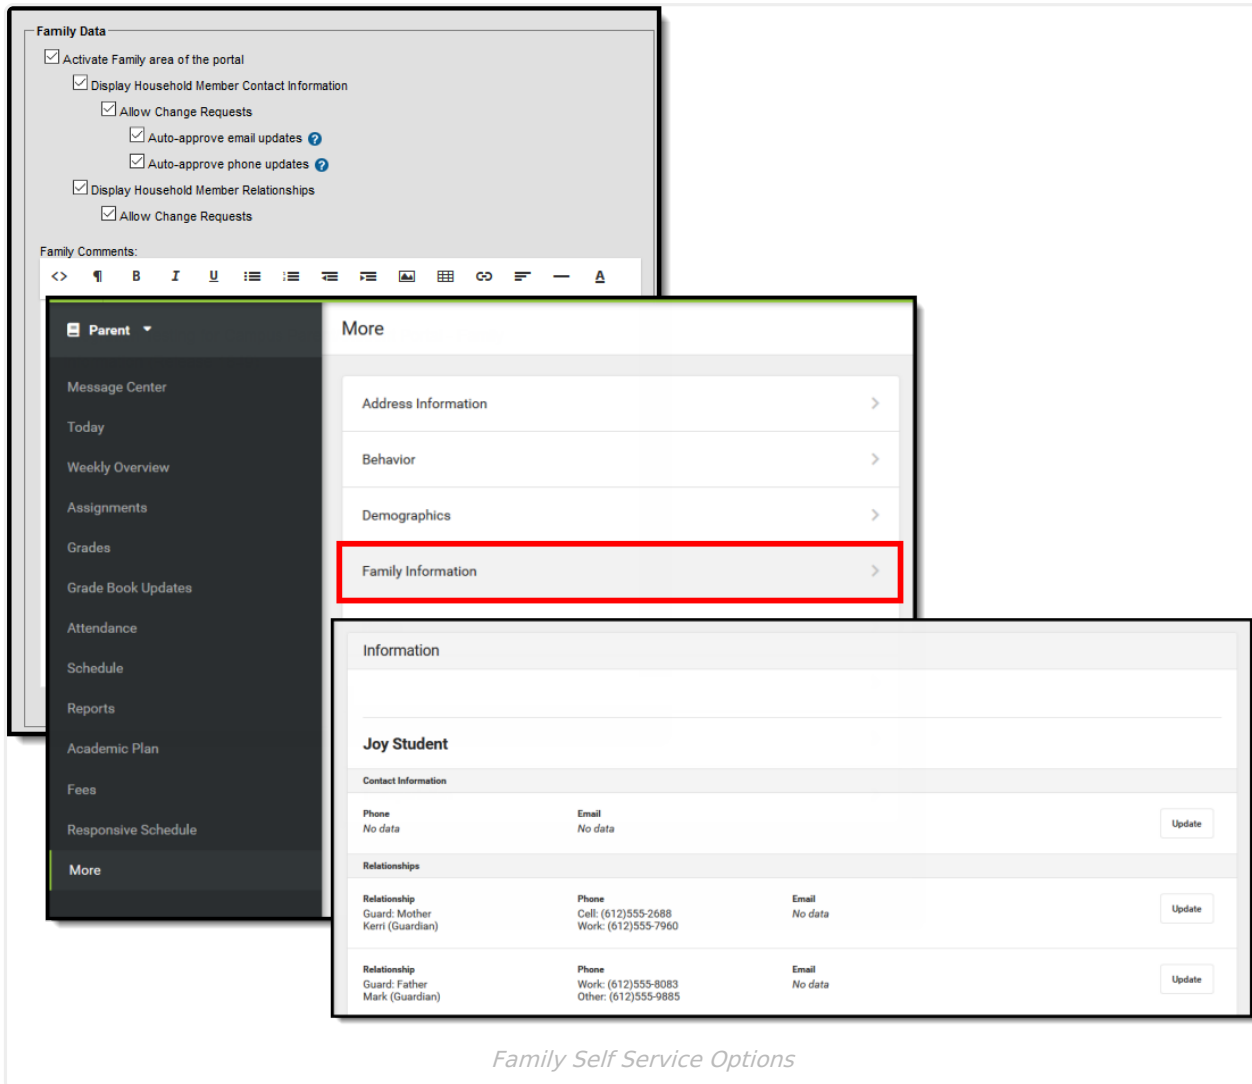 Family Data
Activate Family area of the portal
Display Household Member Contact Information
Allow Change Requests
Auto-approve email updates ?
Auto-approve phone updates ?
Display Household Member Relationships
Allow Change Requests
Family Comments:
<> ¶ B I U A
Parent
Message Center
Today
Weekly Overview
Assignments
Grades
Grade Book Updates
Attendance
Schedule
Reports
Academic Plan
Fees
Responsive Schedule
More
More
Address Information
Behavior
Demographics
Family Information
Information
Joy Student
Contact Information
Phone Email
No data No data
Update
Relationships
Relationship Phone Email
Guard: Mother Cell: (612)555-2688 No data
Kerri (Guardian) Work: (612)555-7960
Update
Relationship Phone Email
Guard: Father Work: (612)555-8083 No data
Mark (Guardian) Other: (612)555-9885
Update
Family Self Service Options